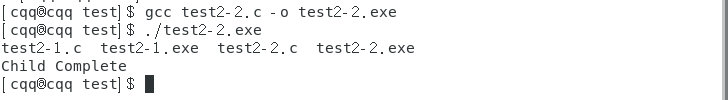 [cqq@cqq test]$ gcc test2-2.c -o test2-2.exe
[cqq@cqq test]$ ./test2-2.exe
test2-1.c  test2-1.exe  test2-2.c  test2-2.exe
Child Complete
[cqq@cqq test]$